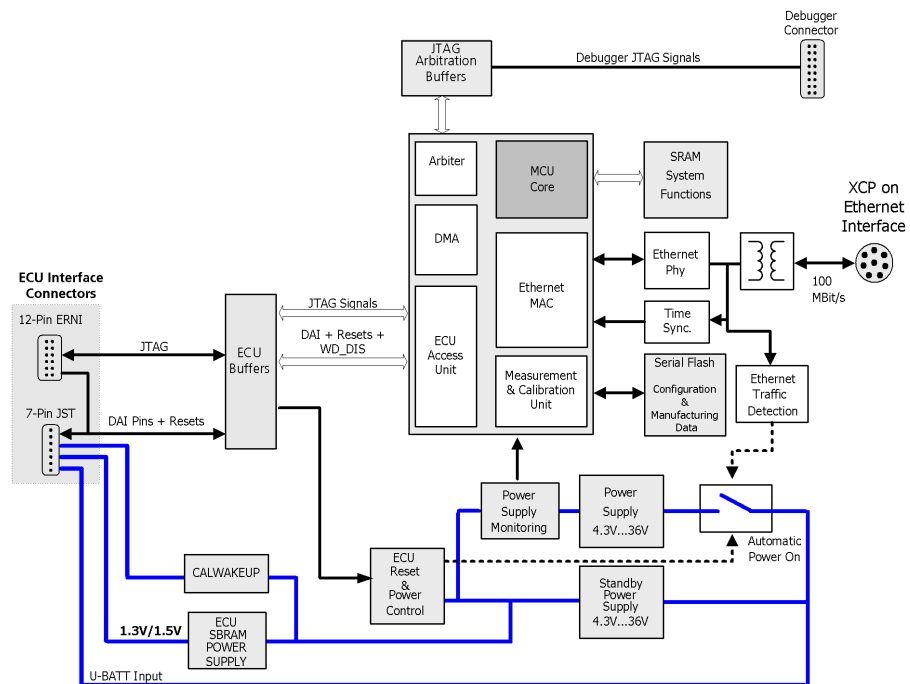 Debugger
Connector
JTAG
Arbitration
Buffers
Debugger JTAG Signals
Arbiter
MCU
Core
SRAM
System
Functions
XCP on
Ethernet
Interface
DMA
Ethernet
MAC
Ethernet
Phy
100
MBit/s
ECU Interface
Connectors
12-Pin ERNI
JTAG
ECU
Buffers
JTAG Signals
DAI + Resets +
WD_DIS
ECU
Access
Unit
Time
Sync.
Measurement
& Calibration
Unit
Serial Flash
Configuration
&
Manufacturing
Data
Ethernet
Traffic
Detection
7-Pin JST
DAI Pins + Resets
Power
Supply
Monitoring
Power
Supply
4.3V...36V
Automatic
Power On
CALWAKEUP
ECU
Reset
&
Power
Control
Standby
Power
Supply
4.3V...36V
1.3V/1.5V
ECU
SBRAM
POWER
SUPPLY
U-BATT Input